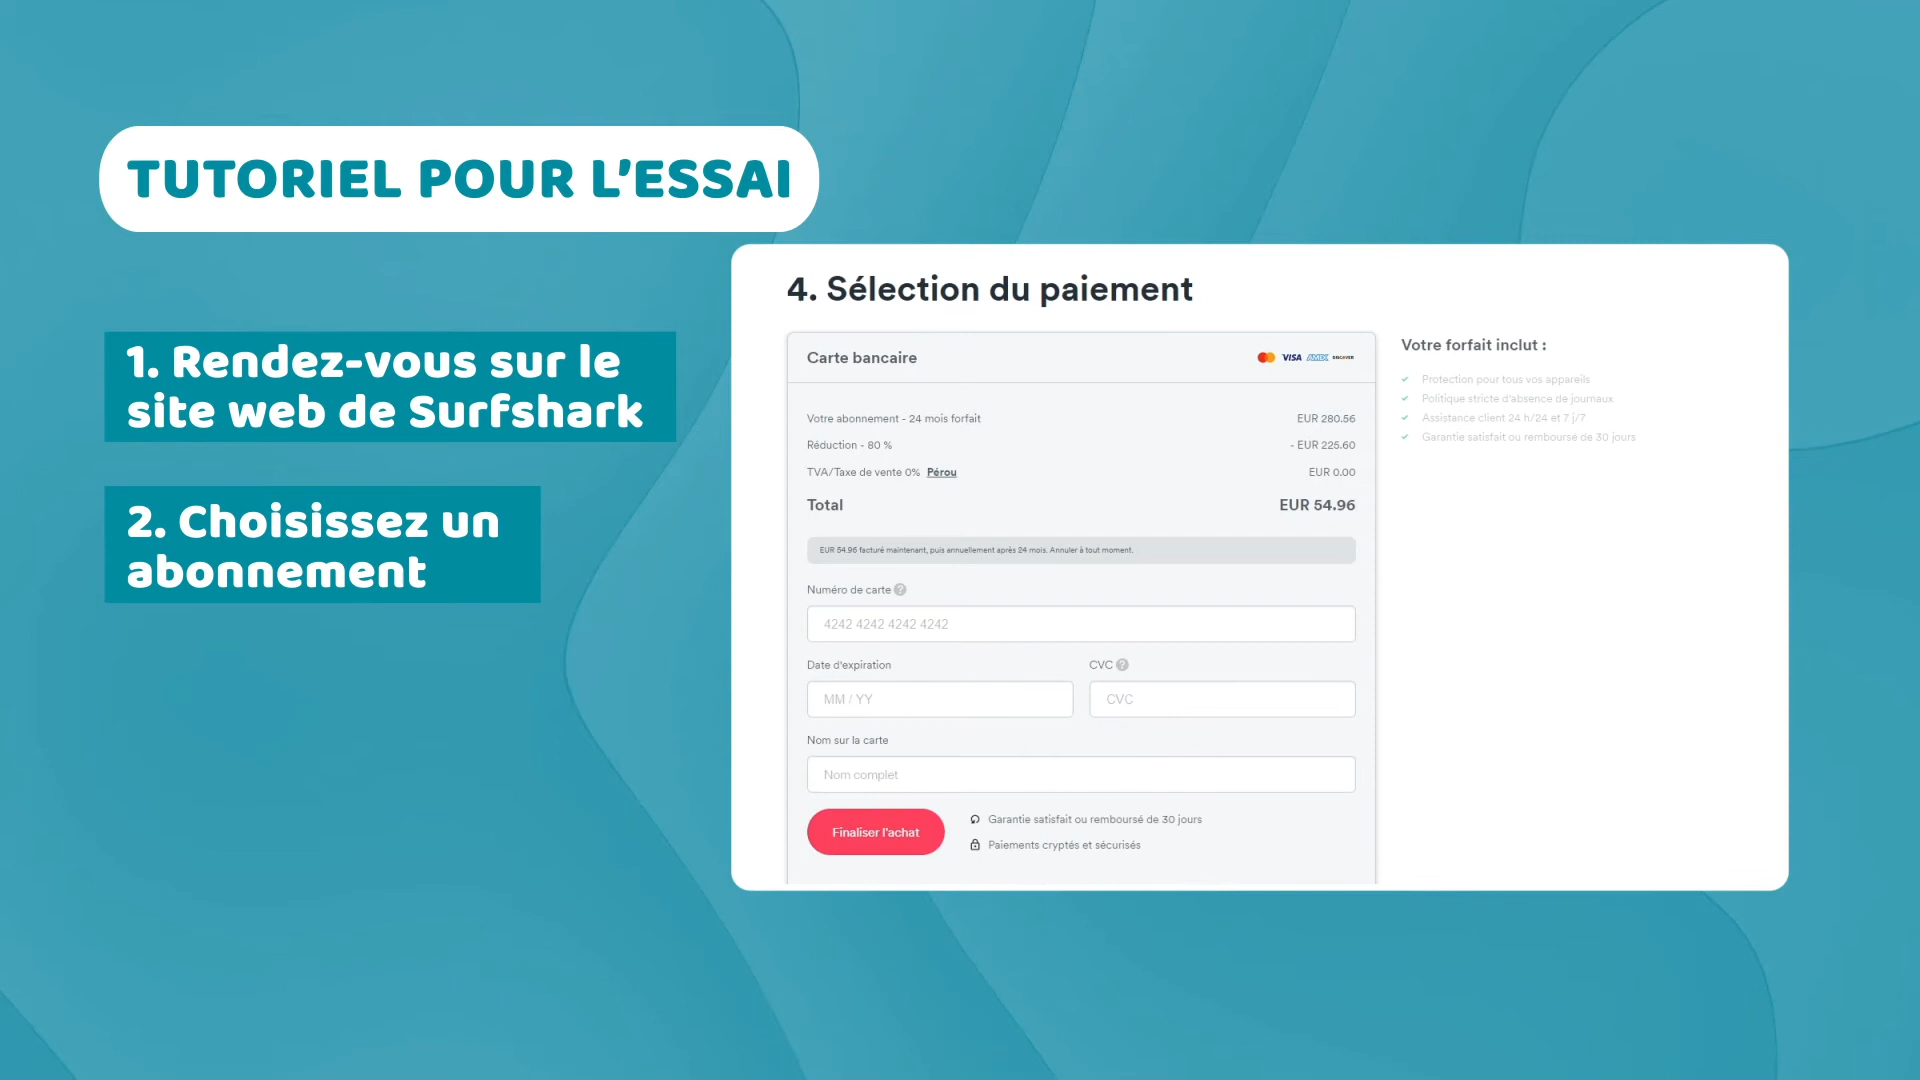 TUTORIEL POUR L'ESSAI
1. Rendez-vous sur le
site web de Surfshark
2. Choisissez un
abonnement
4. Sélection du paiement
Carte bancaire
VISA AMEX DISCOVER
Votre abonnement - 24 mois forfait EUR 280.56
Réduction - 80 % - EUR 225.60
TVA/Taxe de vente 0% Pérou EUR 0.00
Total EUR 54.96
EUR 54.96 facturé maintenant, puis annuellement après 24 mois. Annuler à tout moment.
Numéro de carte ?
4242 4242 4242 4242
Date d'expiration CVC ?
MM / YY CVC
Nom sur la carte
Nom complet
Finaliser l'achat
Garantie satisfait ou remboursé de 30 jours
Paiements cryptés et sécurisés
Votre forfait inclut :
Protection pour tous vos appareils
Politique stricte d'absence de journaux
Assistance client 24 h/24 et 7 j/7
Garantie satisfait ou remboursé de 30 jours